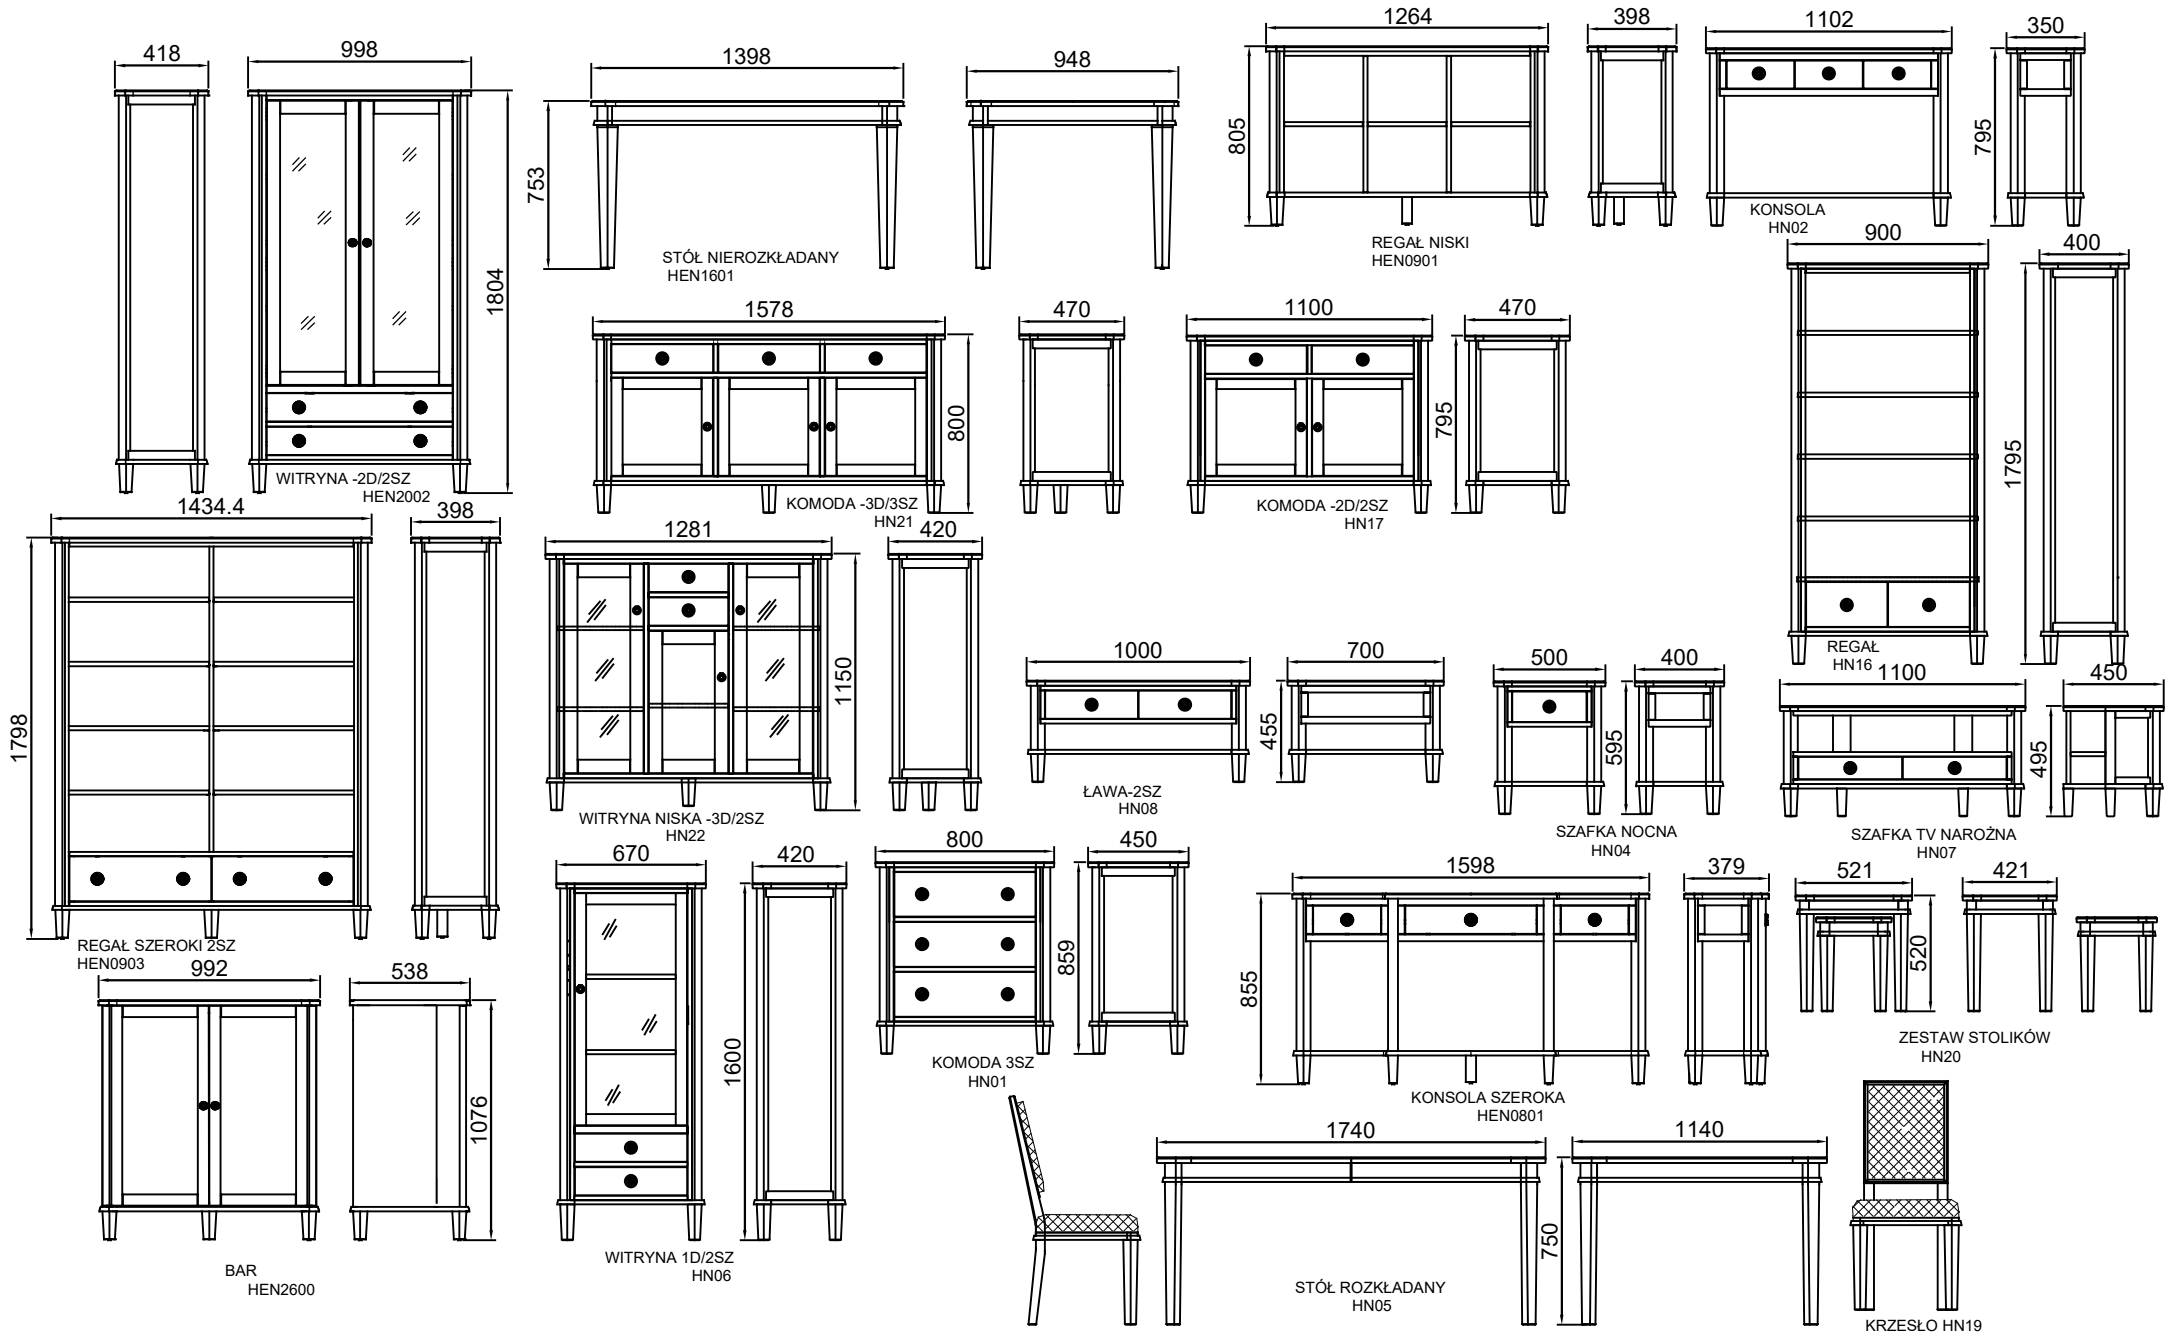 418
998
1804
WITRYNA -2D/2SZ
HEN2002
1398
948
753
STÓŁ NIEROZKŁADANY
HEN1601
1264
398
805
REGAŁ NISKI
HEN0901
1102
350
795
KONSOLA
HN02
1578
470
800
KOMODA -3D/3SZ
HN21
1100
470
795
KOMODA -2D/2SZ
HN17
900
400
1795
REGAŁ
HN16
1434.4
398
1798
REGAŁ SZEROKI 2SZ
HEN0903
1281
420
1150
WITRYNA NISKA -3D/2SZ
HN22
1000
700
455
ŁAWA-2SZ
HN08
500
400
595
SZAFKA NOCNA
HN04
1100
450
495
SZAFKA TV NAROŻNA
HN07
992
538
1076
BAR
HEN2600
670
420
1600
WITRYNA 1D/2SZ
HN06
800
450
859
KOMODA 3SZ
HN01
1598
379
855
KONSOLA SZEROKA
HEN0801
521
421
520
ZESTAW STOLIKÓW
HN20
1740
1140
750
STÓŁ ROZKŁADANY
HN05
KRZESŁO HN19